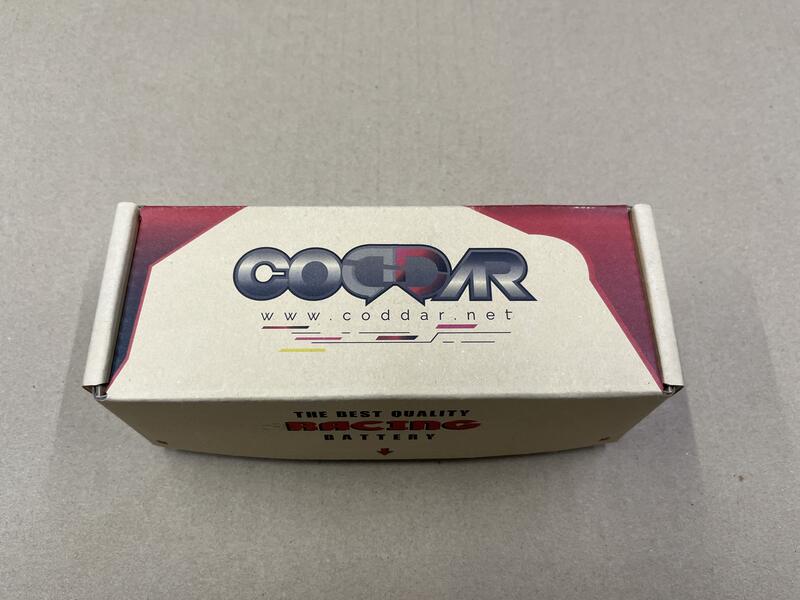 CODDAR
www.coddar.net
THE BEST QUALITY
RACING
BATTERY